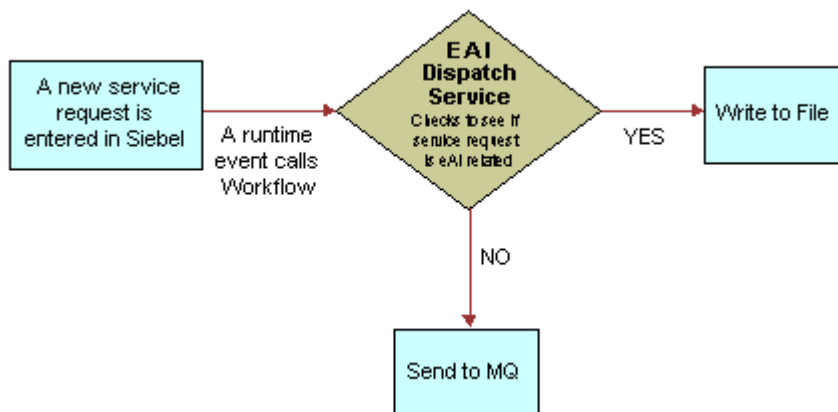 A new service
request is
entered in Siebel
A runtime
event calls
Workflow
EAI
Dispatch
Service
Checks to see if
service request
is eAI related
YES
Write to File
NO
Send to MQ